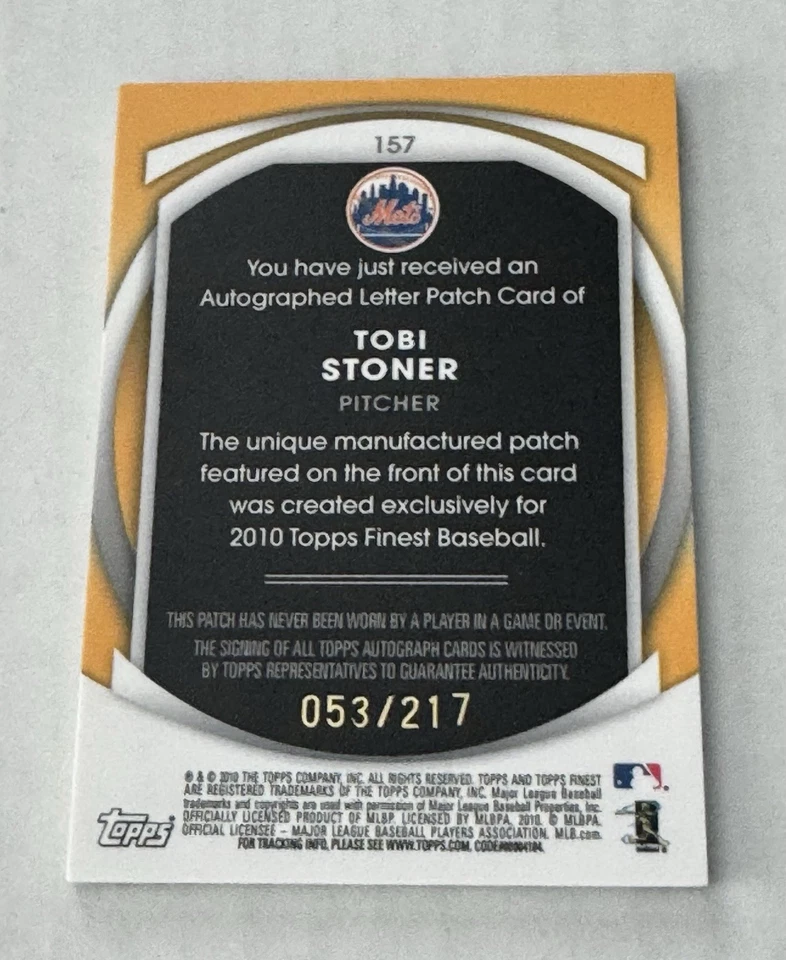 157
Mets
You have just received an
Autographed Letter Patch Card of
TOBI
STONER
PITCHER
The unique manufactured patch
featured on the front of this card
was created exclusively for
2010 Topps Finest Baseball.
THIS PATCH HAS NEVER BEEN WORN BY A PLAYER IN A GAME OR EVENT.
THE SIGNING OF ALL TOPPS AUTOGRAPH CARDS IS WITNESSED
BY TOPPS REPRESENTATIVES TO GUARANTEE AUTHENTICITY.
053/217
® & © 2010 THE TOPPS COMPANY, INC. ALL RIGHTS RESERVED. TOPPS AND TOPPS FINEST
ARE REGISTERED TRADEMARKS OF THE TOPPS COMPANY, INC. Major League Baseball
trademarks and copyrights are used with permission of Major League Baseball Properties, Inc.
OFFICIALLY LICENSED PRODUCT OF MLBP. LICENSED BY MLBPA, 2010. © MLBPA
OFFICIAL LICENSEE – MAJOR LEAGUE BASEBALL PLAYERS ASSOCIATION. MLB.com.
FOR TRACKING INFO, PLEASE SEE WWW.TOPPS.COM.
topps